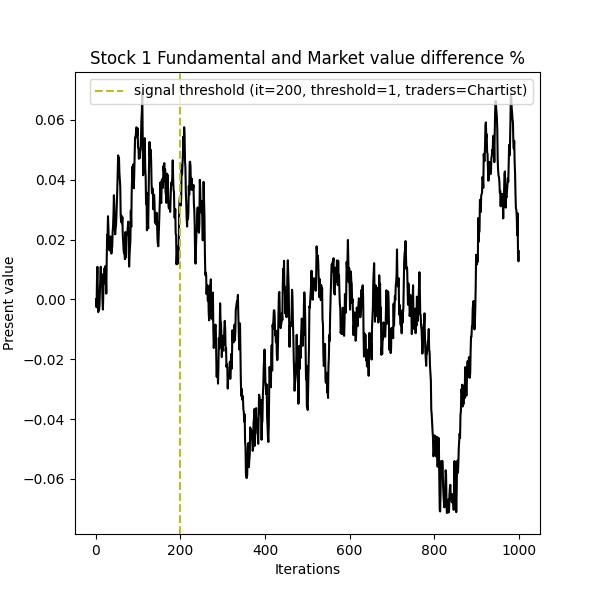 Stock 1 Fundamental and Market value difference %
signal threshold (it=200, threshold=1, traders=Chartist)
0.06
0.04
0.02
0.00
−0.02
−0.04
−0.06
Present value
0 200 400 600 800 1000
Iterations